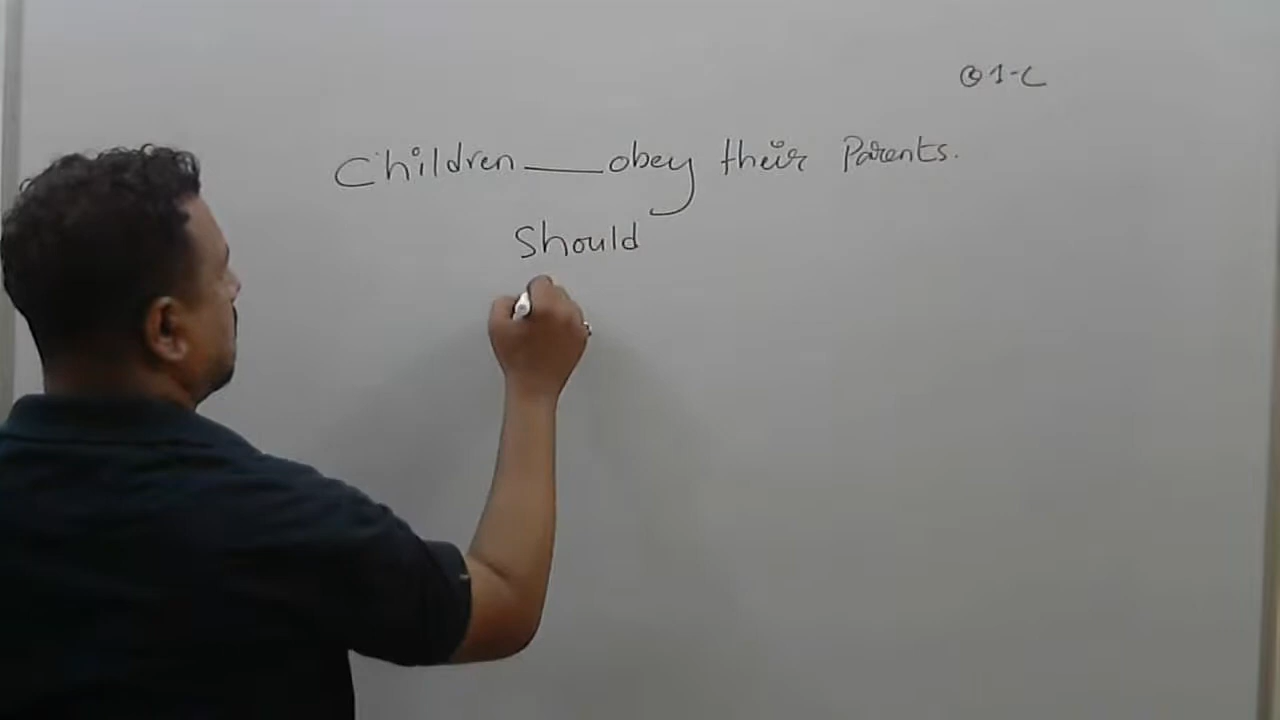 Q1-C
Children ____ obey their Parents.
Should